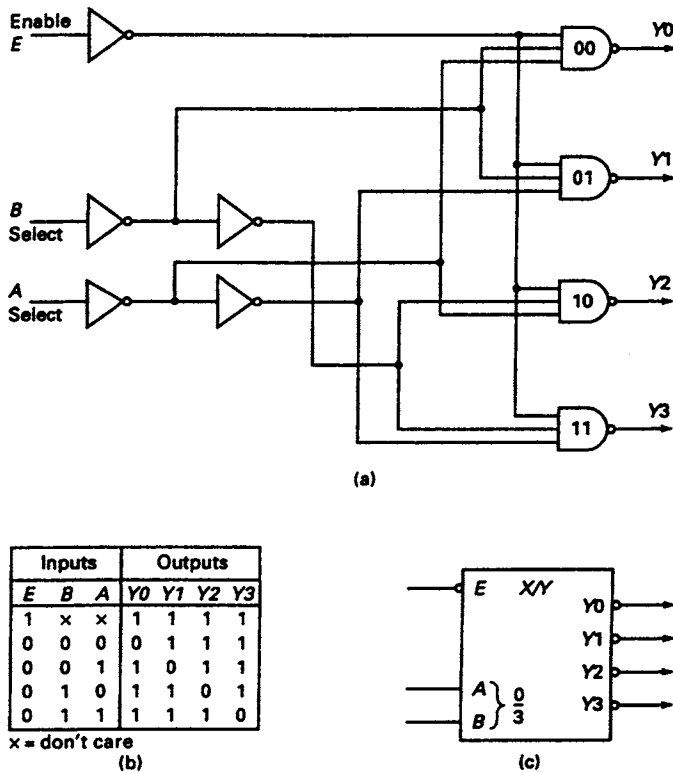 Enable
E
Y0
00
Y1
01
B
Select
A
Select
Y2
10
Y3
11
(a)
Inputs Outputs
E B A Y0 Y1 Y2 Y3
1 × × 1 1 1 1
0 0 0 0 1 1 1
0 0 1 1 0 1 1
0 1 0 1 1 0 1
0 1 1 1 1 1 0
× = don't care
(b)
E X/Y
Y0
Y1
Y2
A
B
0
3
Y3
(c)